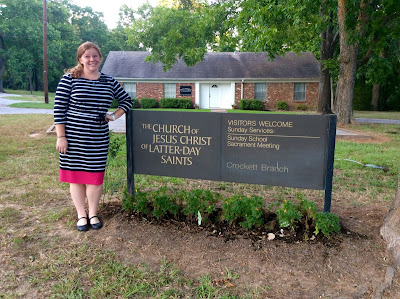 THE CHURCH OF
JESUS CHRIST
OF LATTER-DAY
SAINTS
VISITORS WELCOME
Sunday Services
Sunday School
Sacrament Meeting
Crockett Branch